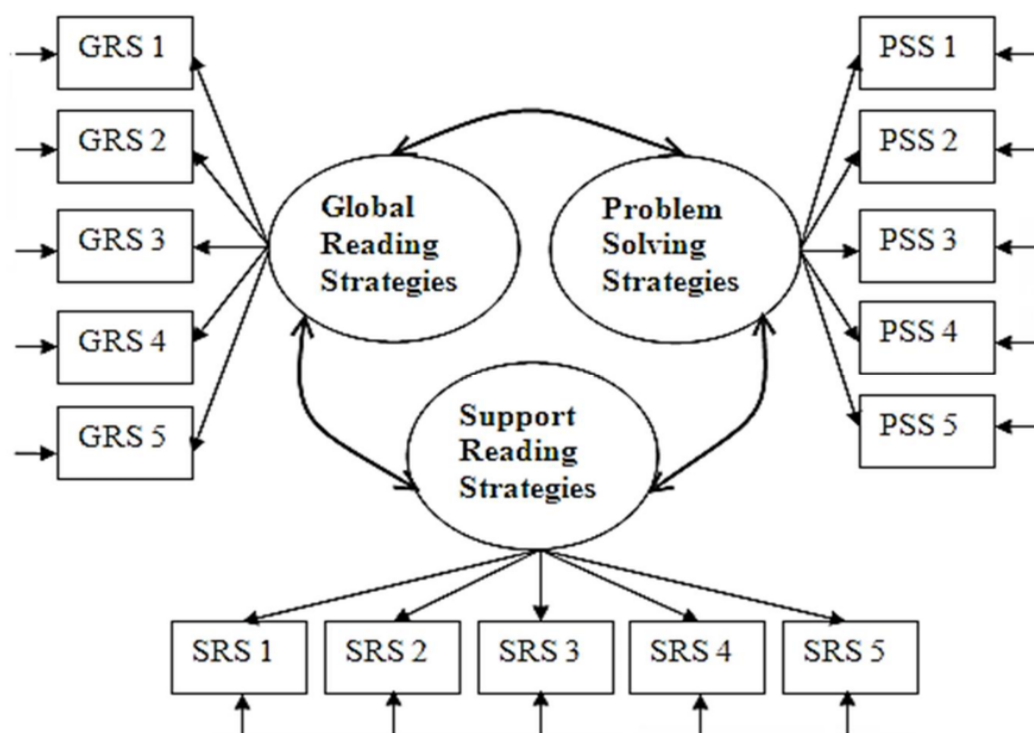 GRS 1
GRS 2
GRS 3
GRS 4
GRS 5
Global
Reading
Strategies
Problem
Solving
Strategies
Support
Reading
Strategies
PSS 1
PSS 2
PSS 3
PSS 4
PSS 5
SRS 1
SRS 2
SRS 3
SRS 4
SRS 5